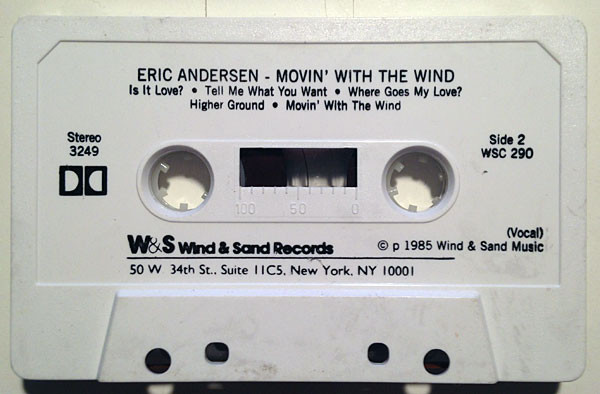 ERIC ANDERSEN - MOVIN' WITH THE WIND
Is It Love? • Tell Me What You Want • Where Goes My Love?
Higher Ground • Movin' With The Wind
Stereo
3249
Side 2
WSC 290
100 50 0
(Vocal)
W&S Wind & Sand Records
© p 1985 Wind & Sand Music
50 W 34th St., Suite 11C5, New York, NY 10001